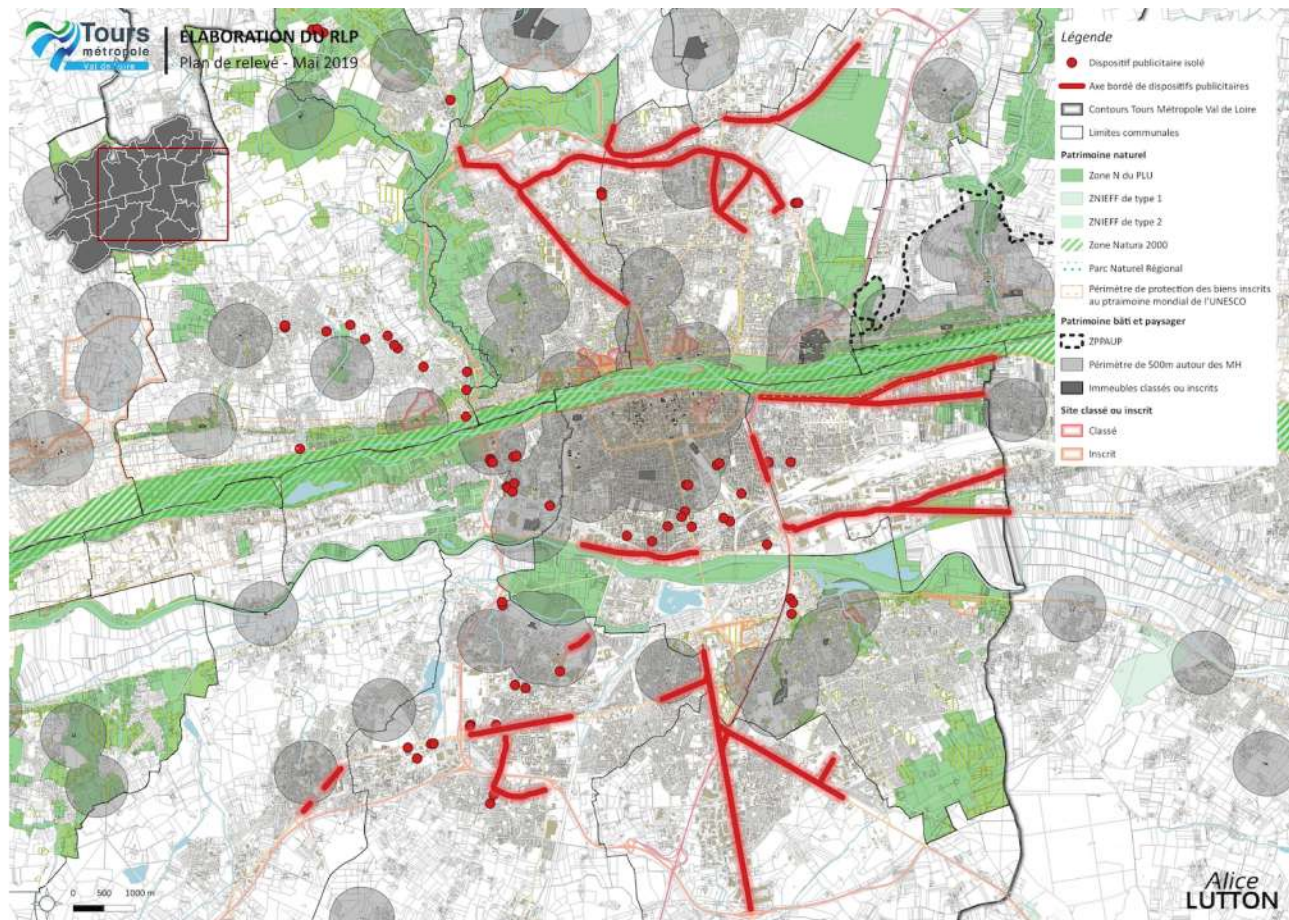 Tours
métropole
Val de Loire
ÉLABORATION DU RLP
Plan de relevé - Mai 2019
Légende
Dispositif publicitaire isolé
Axe bordé de dispositifs publicitaires
Contours Tours Métropole Val de Loire
Limites communales
Patrimoine naturel
Zone N du PLU
ZNIEFF de type 1
ZNIEFF de type 2
Zone Natura 2000
Parc Naturel Régional
Périmètre de protection des biens inscrits
au ptraimoine mondial de l'UNESCO
Patrimoine bâti et paysager
ZPPAUP
Périmètre de 500m autour des MH
Immeubles classés ou inscrits
Site classé ou inscrit
Classé
Inscrit
0 500 1000 m
Alice
LUTTON